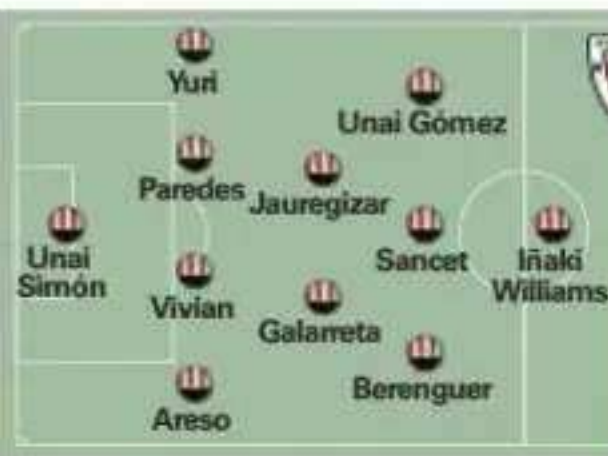 Yuri
Unai Gómez
Paredes
Jauregizar
Unai
Simón
Sancet
Iñaki
Williams
Vivian
Galarreta
Berenguer
Areso